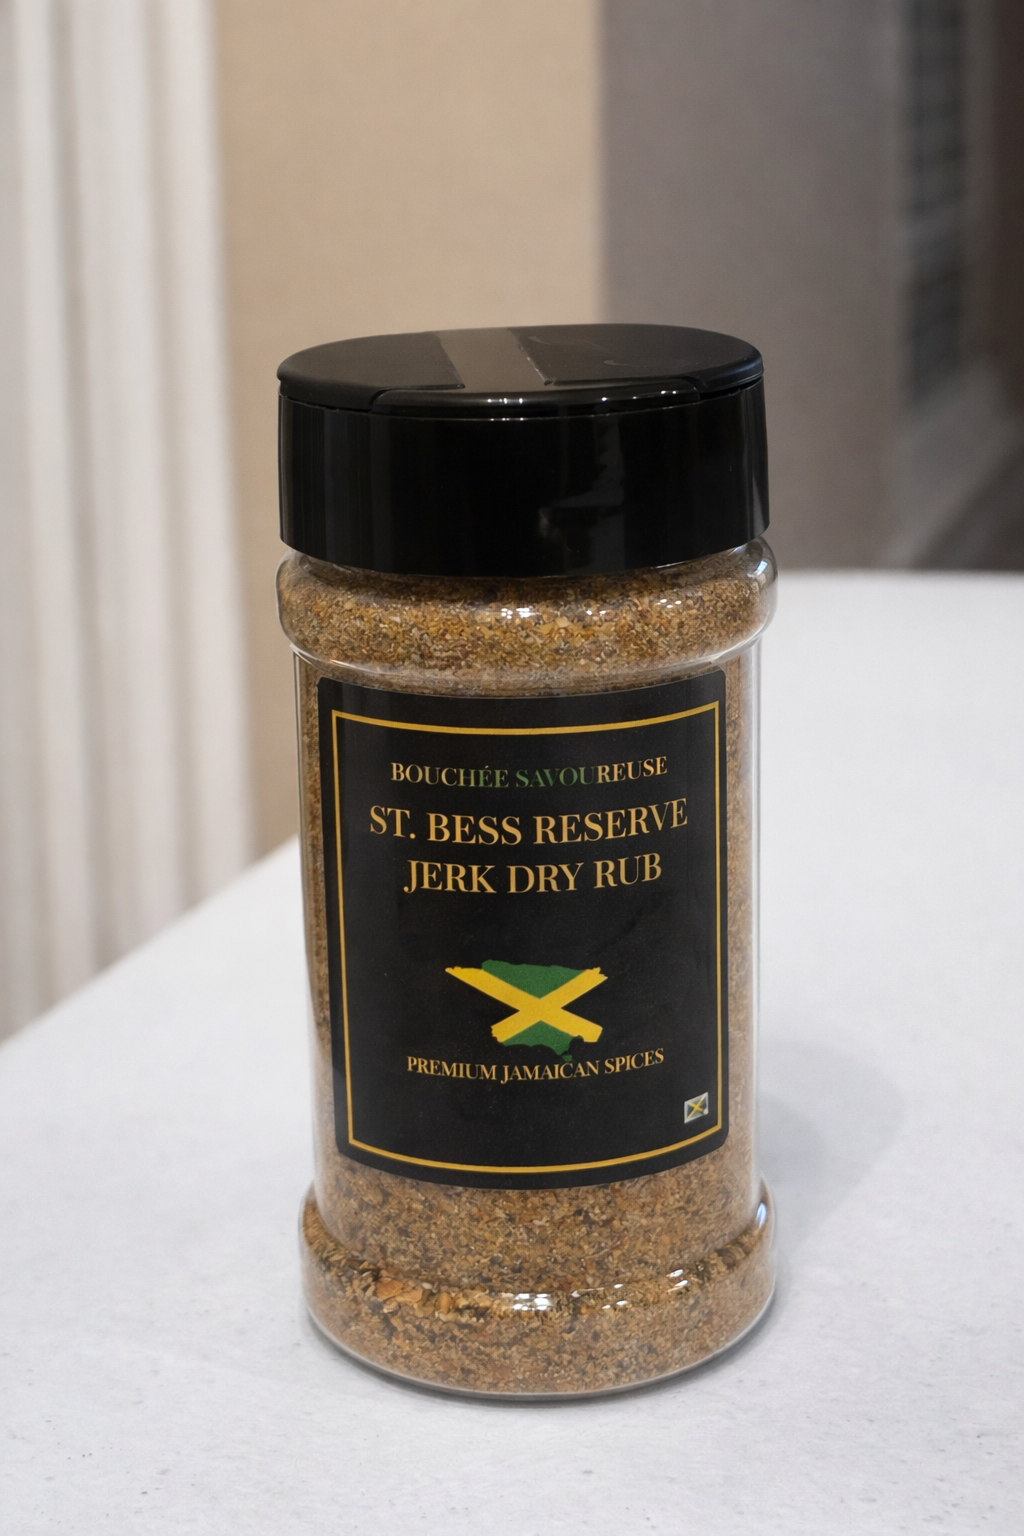 BOUCHÉE SAVOUREUSE
ST. BESS RESERVE
JERK DRY RUB
PREMIUM JAMAICAN SPICES